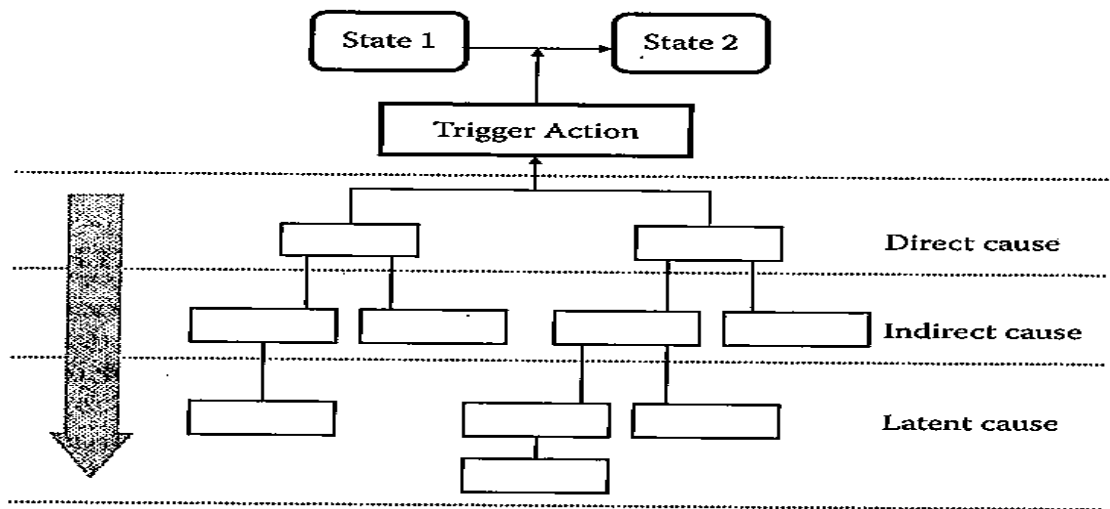 State 1
State 2
Trigger Action
Direct cause
Indirect cause
Latent cause